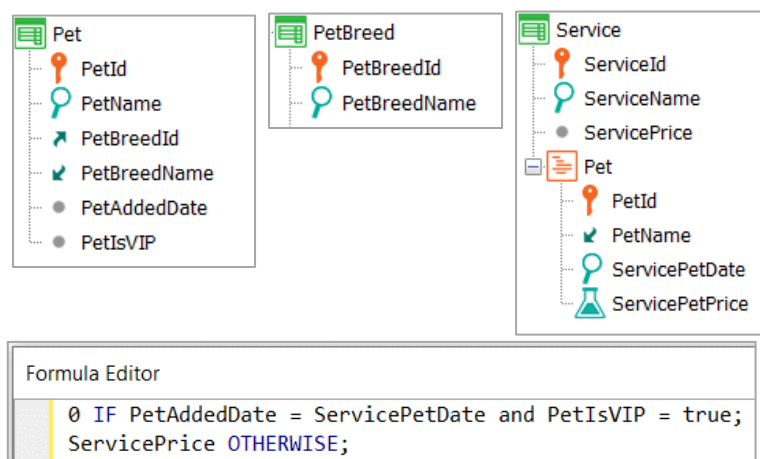 Pet
PetId
PetName
PetBreedId
PetBreedName
PetAddedDate
PetIsVIP
PetBreed
PetBreedId
PetBreedName
Service
ServiceId
ServiceName
ServicePrice
Pet
PetId
PetName
ServicePetDate
ServicePetPrice
Formula Editor
0 IF PetAddedDate = ServicePetDate and PetIsVIP = true;
ServicePrice OTHERWISE;